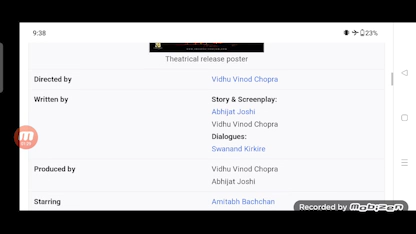 9:38
23%
Theatrical release poster
Directed by Vidhu Vinod Chopra
Written by Story & Screenplay:
Abhijat Joshi
Vidhu Vinod Chopra
Dialogues:
Swanand Kirkire
Produced by Vidhu Vinod Chopra
Abhijat Joshi
Starring Amitabh Bachchan
Recorded by Mobizen